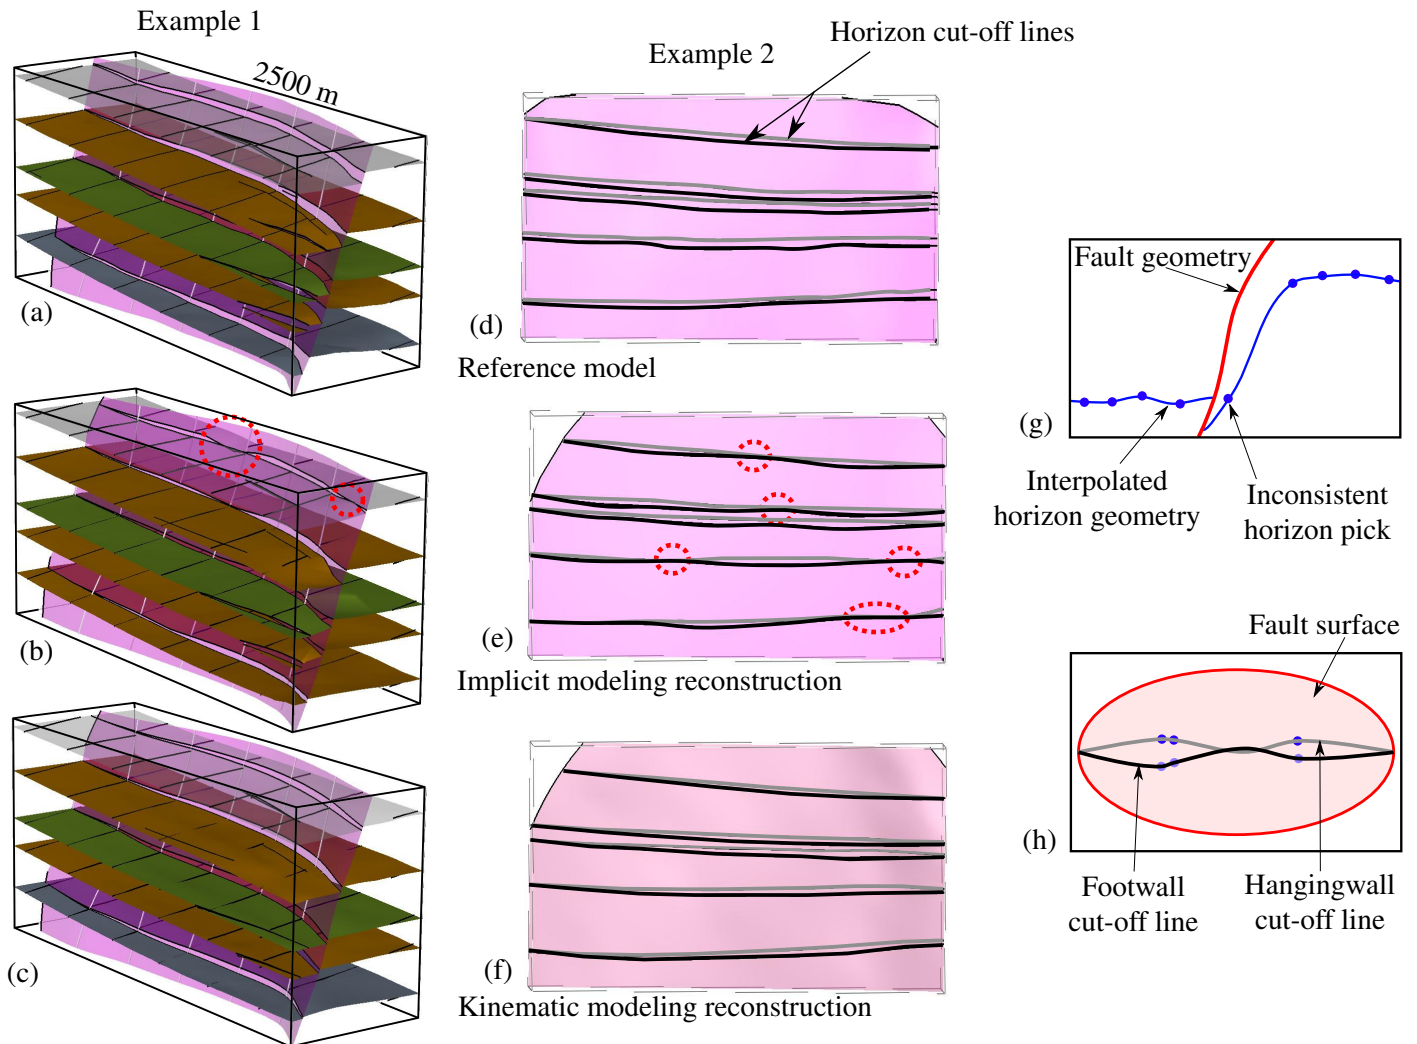 Example 1
2500 m
(a)
(b)
(c)
Example 2
Horizon cut-off lines
(d)
Reference model
(e)
Implicit modeling reconstruction
(f)
Kinematic modeling reconstruction
Fault geometry
(g)
Interpolated
horizon geometry
Inconsistent
horizon pick
Fault surface
(h)
Footwall
cut-off line
Hangingwall
cut-off line